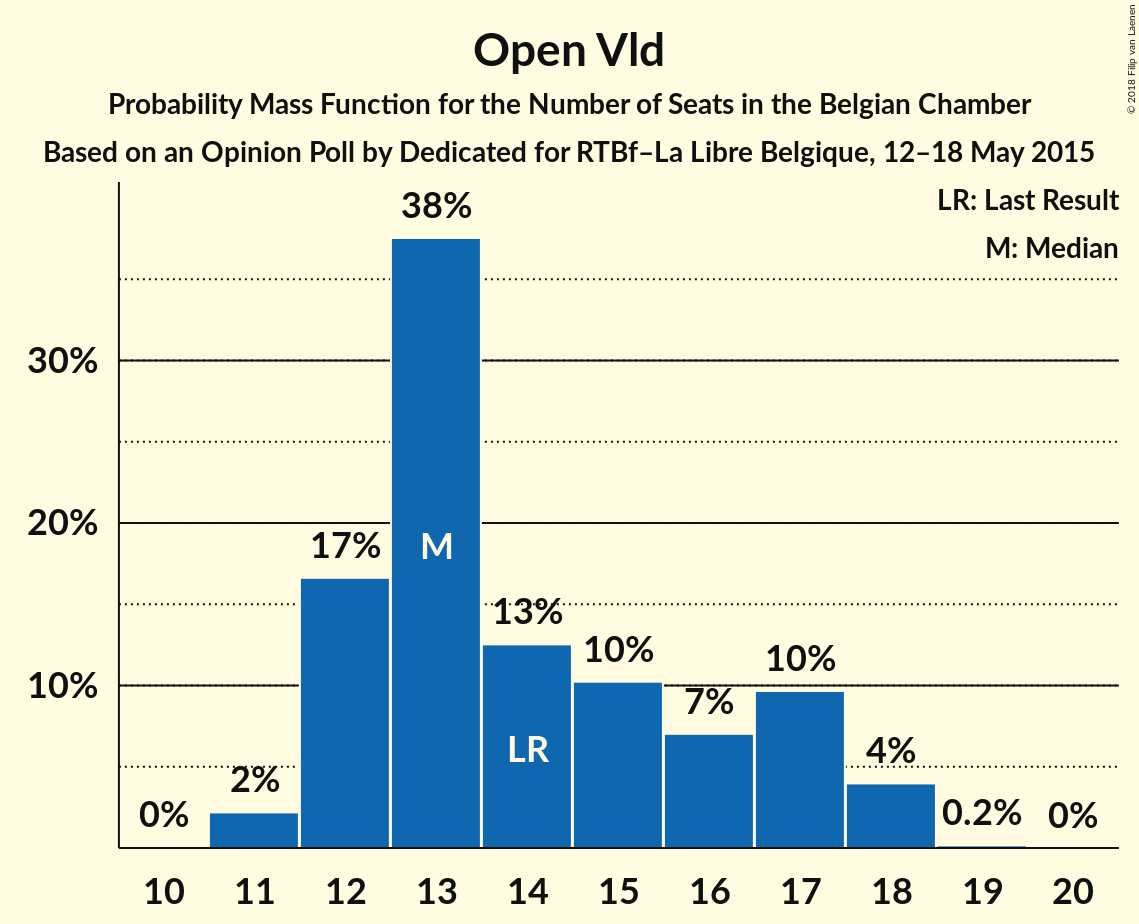 Open Vld
Probability Mass Function for the Number of Seats in the Belgian Chamber
Based on an Opinion Poll by Dedicated for RTBf–La Libre Belgique, 12–18 May 2015
© 2018 Filip van Laenen
LR: Last Result
M: Median
38%
30%
20%
17%
M
13%
10%
10%
10%
7%
LR
4%
2%
0%
0.2%
0%
10 11 12 13 14 15 16 17 18 19 20